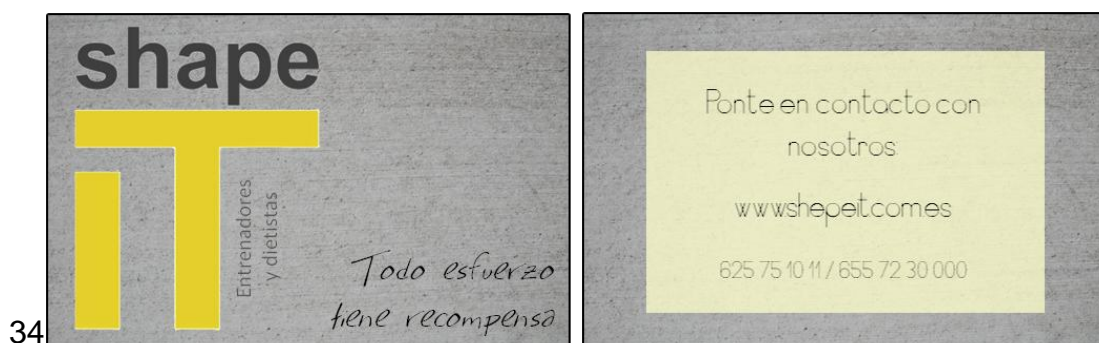 shape
iT
Entrenadores
y dietistas
Todo esfuerzo
tiene recompensa
Ponte en contacto con
nosotros:
www.shepeit.com.es
625 75 10 11 / 655 72 30 000
34